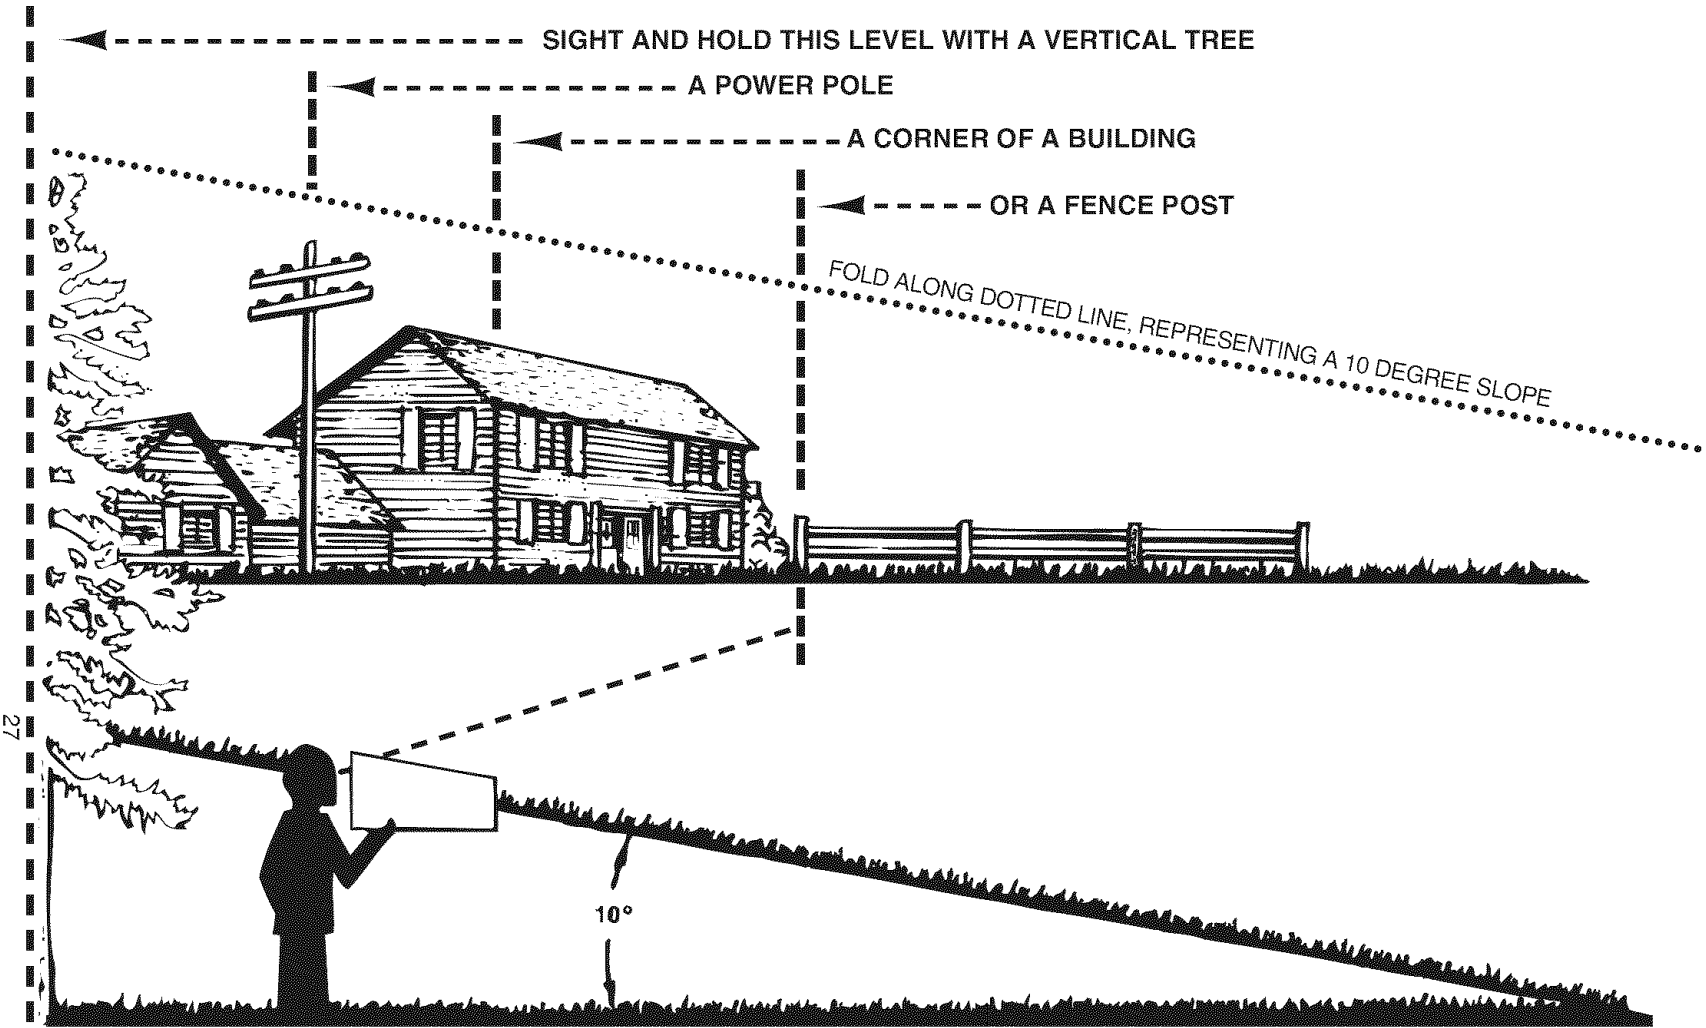 SIGHT AND HOLD THIS LEVEL WITH A VERTICAL TREE
A POWER POLE
A CORNER OF A BUILDING
OR A FENCE POST
FOLD ALONG DOTTED LINE, REPRESENTING A 10 DEGREE SLOPE
27
10°